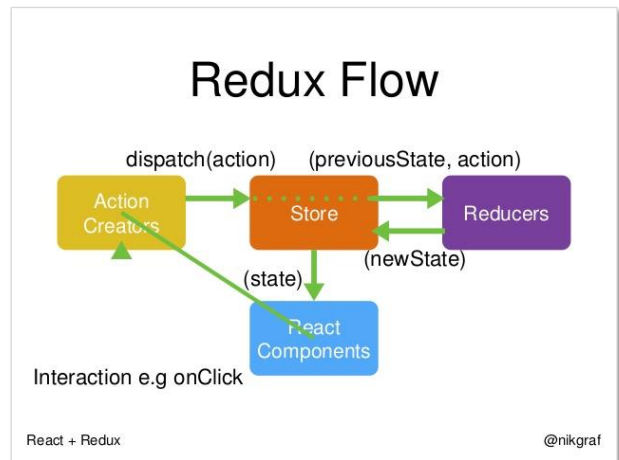 Redux Flow
dispatch(action)
(previousState, action)
Action
Creators
Store
Reducers
(newState)
(state)
React
Components
Interaction e.g onClick
React + Redux
@nikgraf